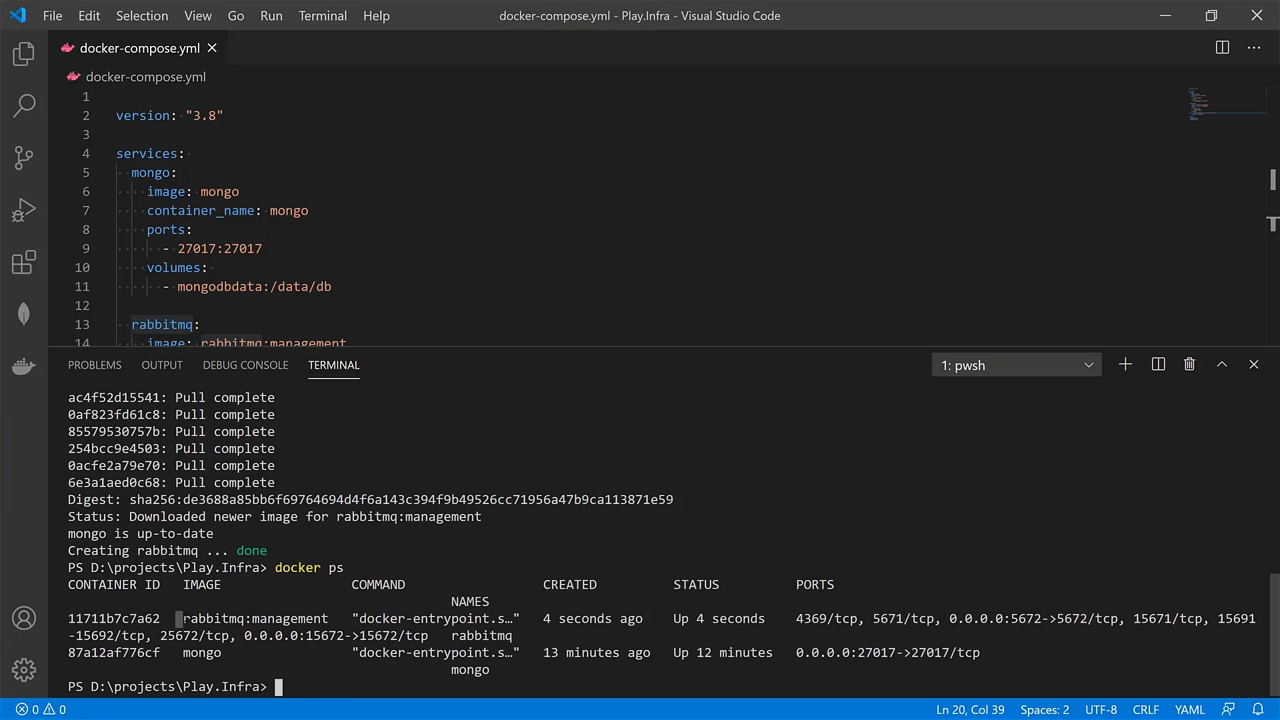 File Edit Selection View Go Run Terminal Help docker-compose.yml - Play.Infra - Visual Studio Code
docker-compose.yml
docker-compose.yml
1
2 version: "3.8"
3
4 services:
5 mongo:
6 image: mongo
7 container_name: mongo
8 ports:
9 - 27017:27017
10 volumes:
11 - mongodbdata:/data/db
12
13 rabbitmq:
14 image: rabbitmq:management
PROBLEMS OUTPUT DEBUG CONSOLE TERMINAL 1: pwsh
ac4f52d15541: Pull complete
0af823fd61c8: Pull complete
85579530757b: Pull complete
254bcc9e4503: Pull complete
0acfe2a79e70: Pull complete
6e3a1aed0c68: Pull complete
Digest: sha256:de3688a85bb6f69764694d4f6a143c394f9b49526cc71956a47b9ca113871e59
Status: Downloaded newer image for rabbitmq:management
mongo is up-to-date
Creating rabbitmq ... done
PS D:\projects\Play.Infra> docker ps
CONTAINER ID IMAGE COMMAND CREATED STATUS PORTS
NAMES
11711b7c7a62 rabbitmq:management "docker-entrypoint.s…" 4 seconds ago Up 4 seconds 4369/tcp, 5671/tcp, 0.0.0.0:5672->5672/tcp, 15671/tcp, 15691
-15692/tcp, 25672/tcp, 0.0.0.0:15672->15672/tcp rabbitmq
87a12af776cf mongo "docker-entrypoint.s…" 13 minutes ago Up 12 minutes 0.0.0.0:27017->27017/tcp
mongo
PS D:\projects\Play.Infra>
0 0 Ln 20, Col 39 Spaces: 2 UTF-8 CRLF YAML